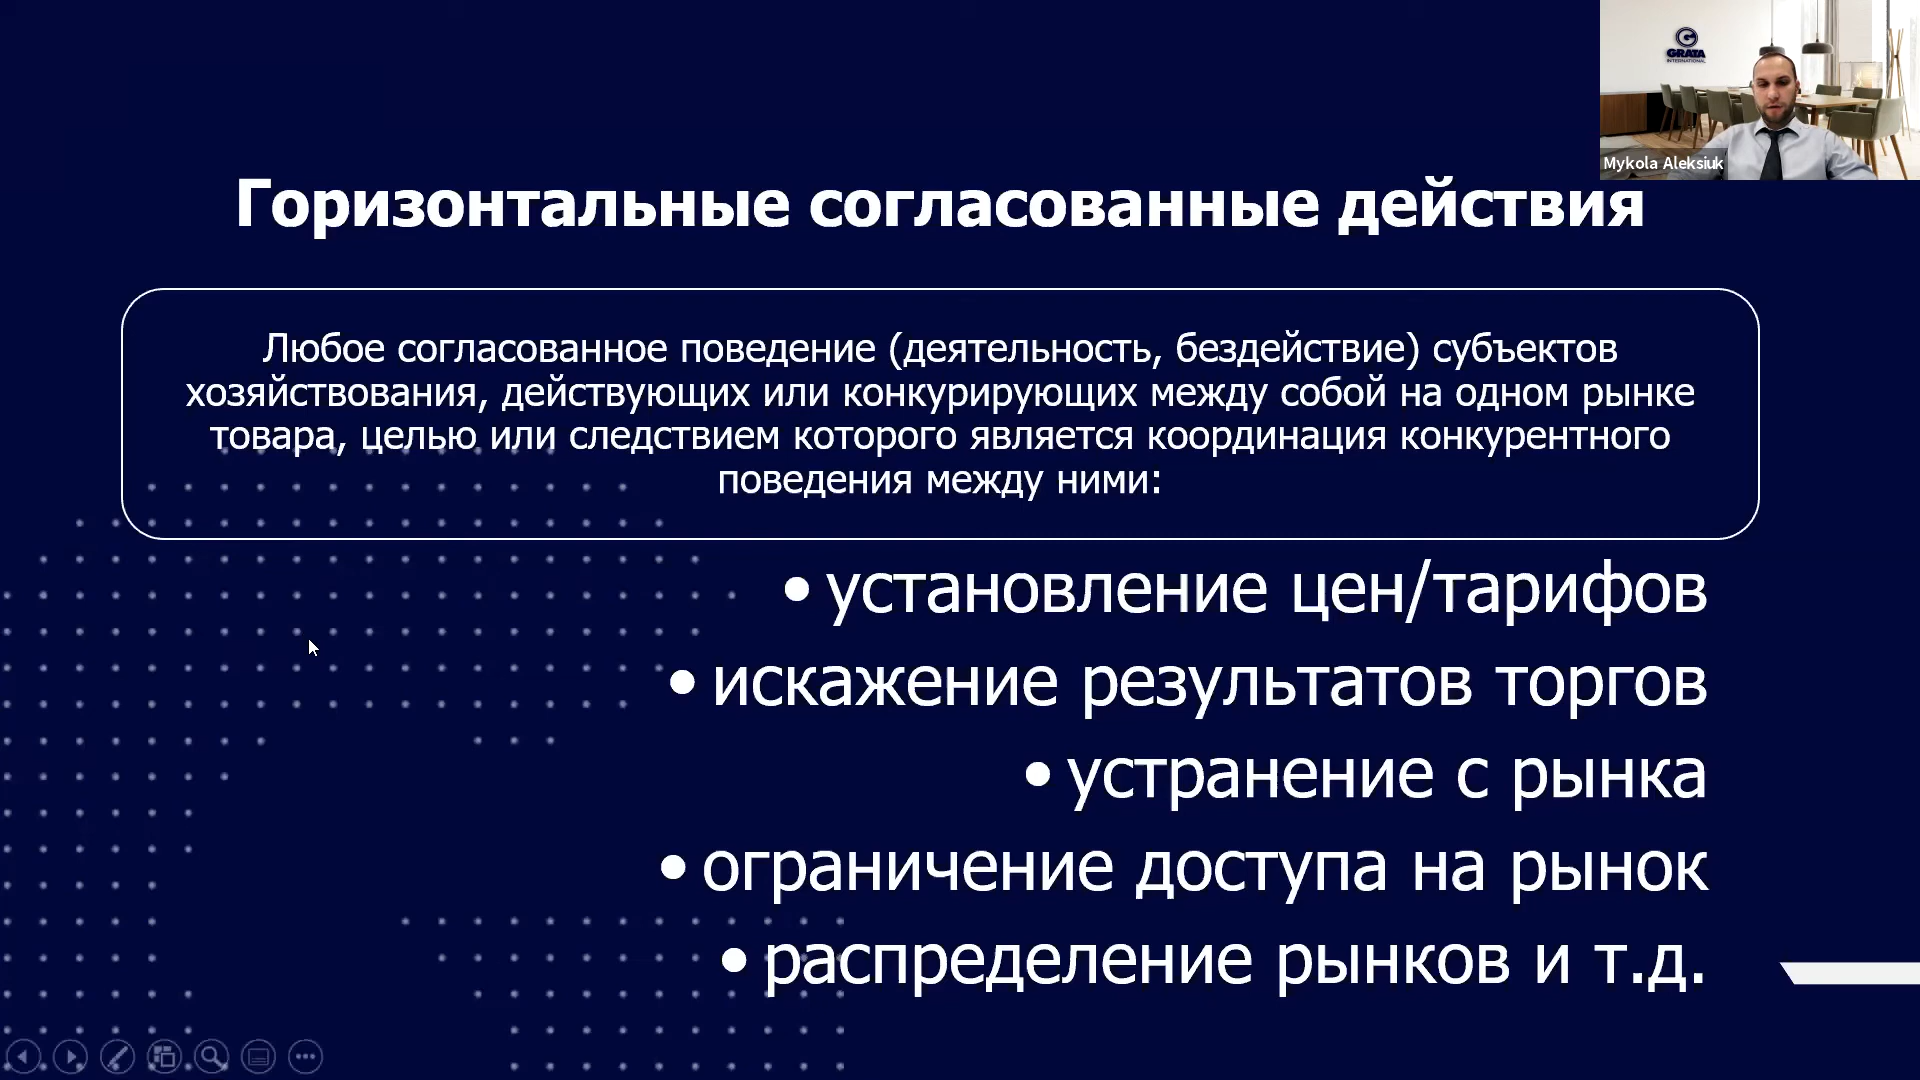 GRATA
INTERNATIONAL
Mykola Aleksiuk
Горизонтальные согласованные действия
Любое согласованное поведение (деятельность, бездействие) субъектов
хозяйствования, действующих или конкурирующих между собой на одном рынке
товара, целью или следствием которого является координация конкурентного
поведения между ними:
• установление цен/тарифов
• искажение результатов торгов
• устранение с рынка
• ограничение доступа на рынок
• распределение рынков и т.д.